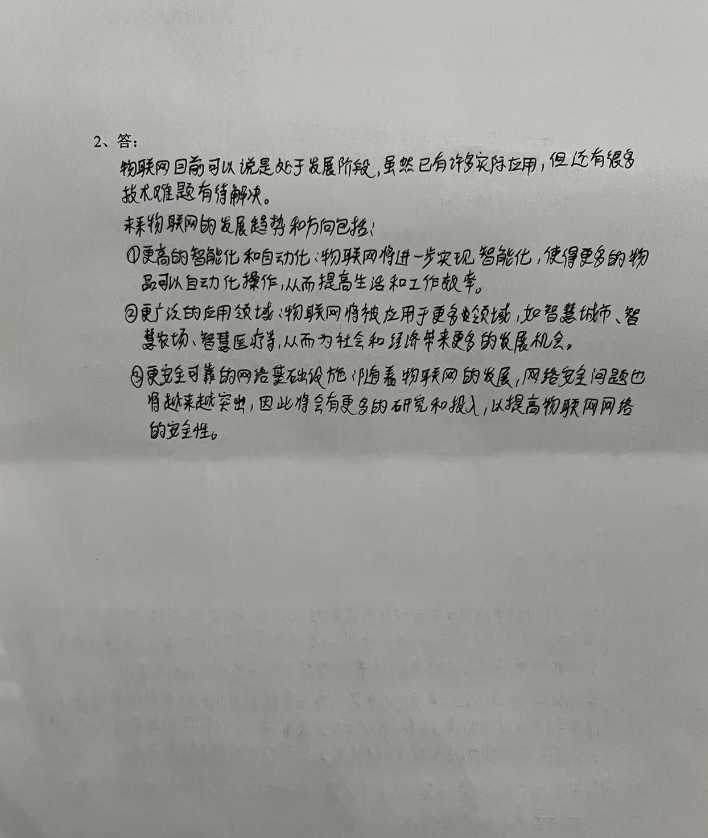 2、答：
物联网目前可以说是处于发展阶段，虽然已有许多实际应用，但还有很多
技术难题有待解决。
未来物联网的发展趋势和方向包括：
①更高的智能化和自动化：物联网将进一步实现智能化，使得更多的物
品可以自动化操作，从而提高生活和工作效率。
②更广泛的应用领域：物联网将被应用于更多领域，如智慧城市、智
慧农场、智慧医疗等，从而为社会和经济带来更多的发展机会。
③更安全可靠的网络基础设施：随着物联网的发展，网络安全问题也
将越来越突出，因此将会有更多的研究和投入，以提高物联网网络
的安全性。